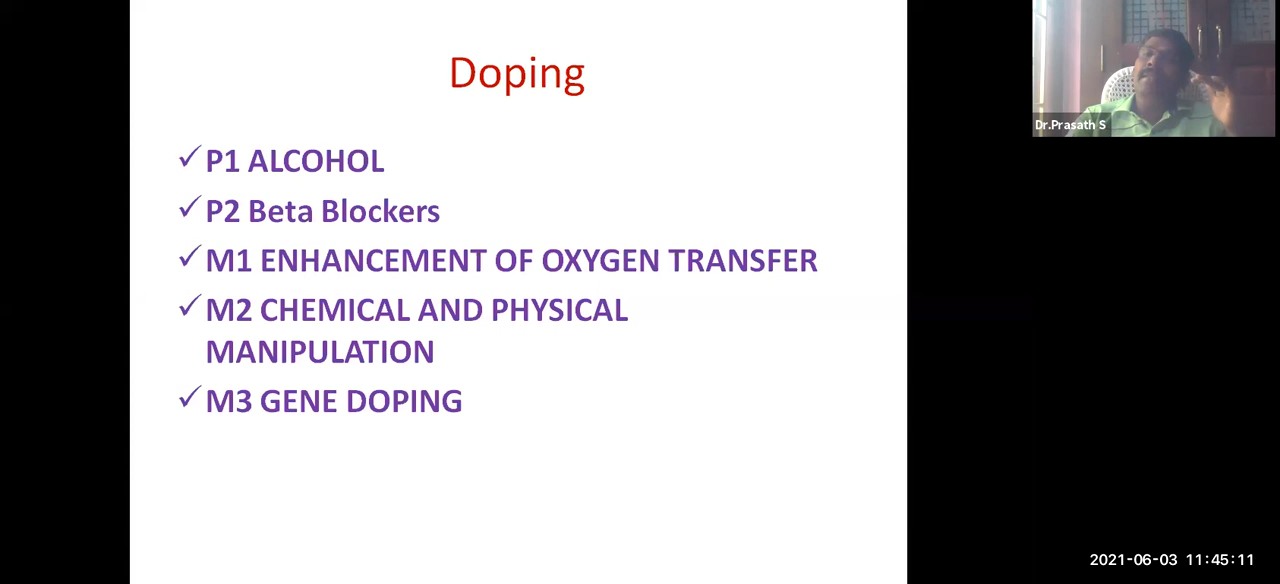 Doping
✓ P1 ALCOHOL
✓ P2 Beta Blockers
✓ M1 ENHANCEMENT OF OXYGEN TRANSFER
✓ M2 CHEMICAL AND PHYSICAL
MANIPULATION
✓ M3 GENE DOPING
Dr.Prasath S
2021-06-03 11:45:11